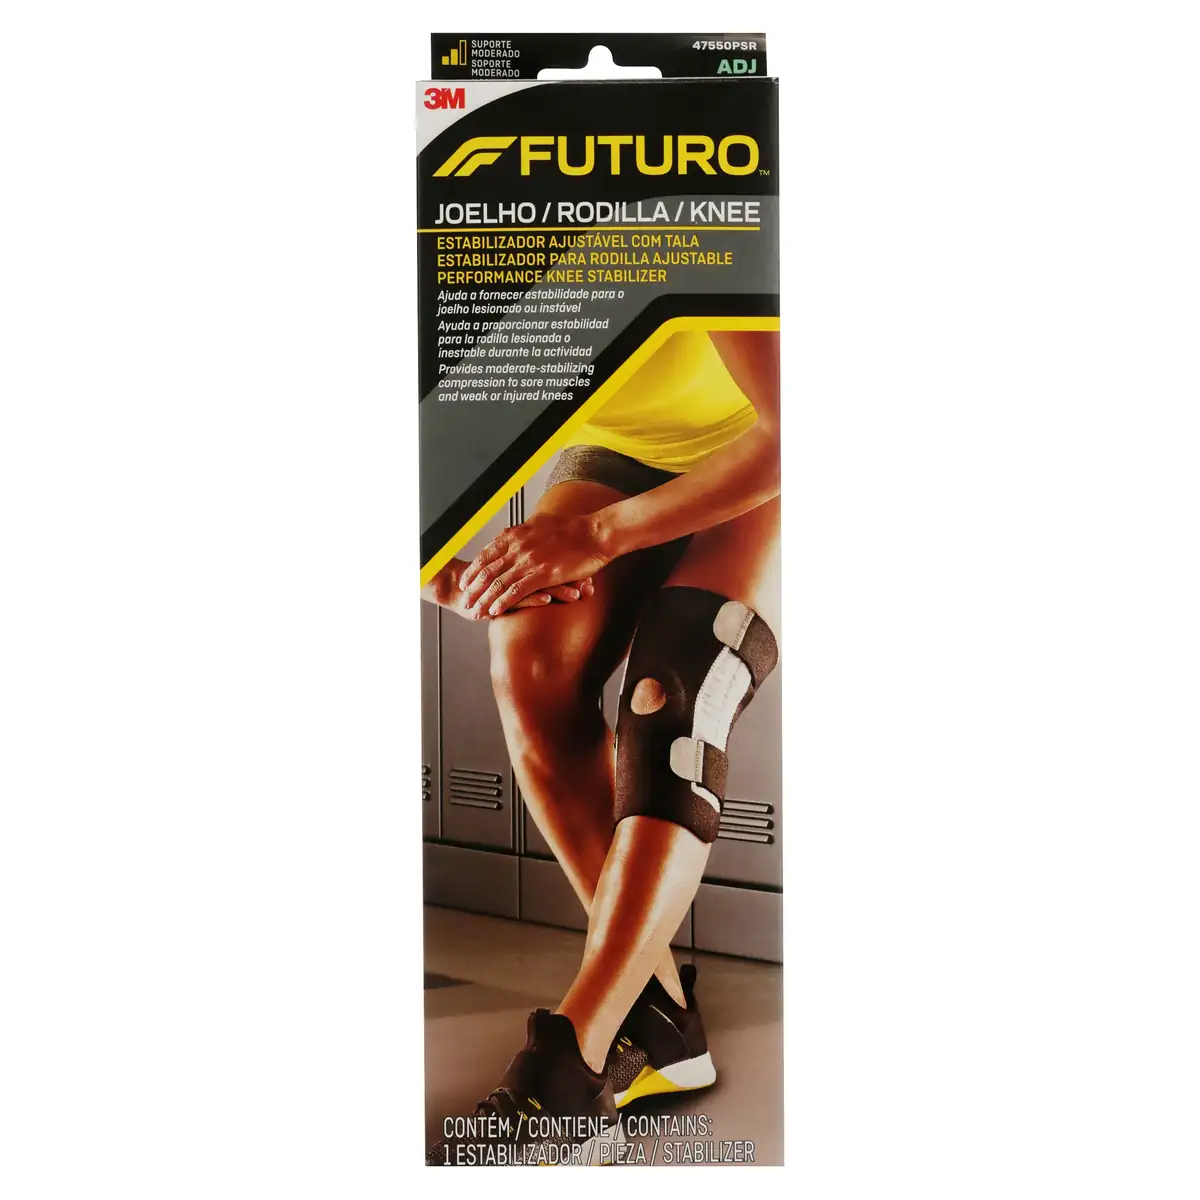 SUPORTE
MODERADO
SOPORTE
MODERADO
47550PSR
ADJ
3M
FUTURO™
JOELHO / RODILLA / KNEE
ESTABILIZADOR AJUSTÁVEL COM TALA
ESTABILIZADOR PARA RODILLA AJUSTABLE
PERFORMANCE KNEE STABILIZER
Ajuda a fornecer estabilidade para o
joelho lesionado ou instável
Ayuda a proporcionar estabilidad
para la rodilla lesionada o
inestable durante la actividad
Provides moderate-stabilizing
compression to sore muscles
and weak or injured knees
CONTÉM / CONTIENE / CONTAINS:
1 ESTABILIZADOR / PIEZA / STABILIZER